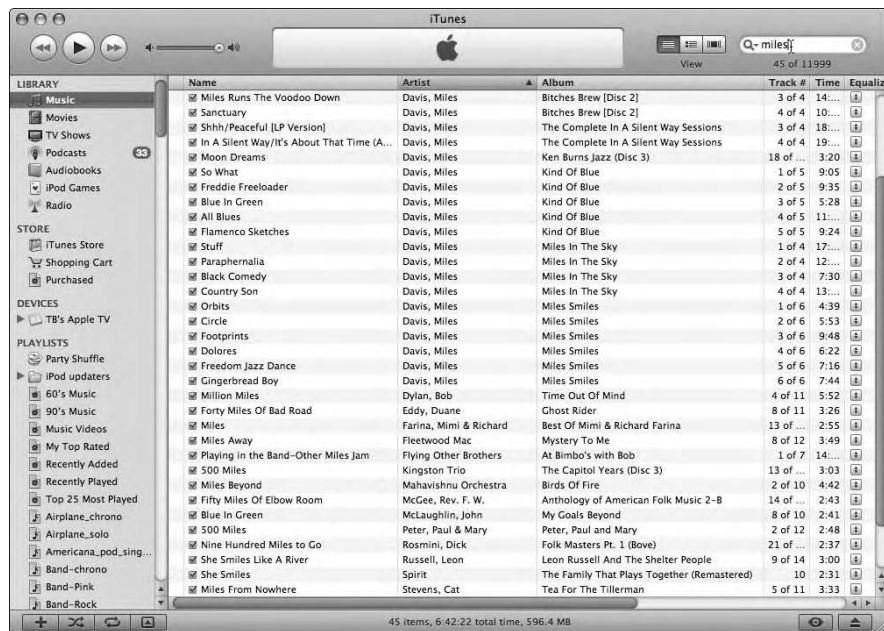 iTunes
miles
View
45 of 11999
LIBRARY
Music
Movies
TV Shows
Podcasts 33
Audiobooks
iPod Games
Radio
STORE
iTunes Store
Shopping Cart
Purchased
DEVICES
TB's Apple TV
PLAYLISTS
Party Shuffle
iPod updaters
60's Music
90's Music
Music Videos
My Top Rated
Recently Added
Recently Played
Top 25 Most Played
Airplane_chrono
Airplane_solo
Americana_pod_sing...
Band-chrono
Band-Pink
Band-Rock
Name Artist Album Track # Time Equaliz
Miles Runs The Voodoo Down Davis, Miles Bitches Brew [Disc 2] 3 of 4 14:...
Sanctuary Davis, Miles Bitches Brew [Disc 2] 4 of 4 10:...
Shhh/Peaceful [LP Version] Davis, Miles The Complete In A Silent Way Sessions 3 of 4 18:...
In A Silent Way/It's About That Time (A... Davis, Miles The Complete In A Silent Way Sessions 4 of 4 19:...
Moon Dreams Davis, Miles Ken Burns Jazz (Disc 3) 18 of ... 3:20
So What Davis, Miles Kind Of Blue 1 of 5 9:05
Freddie Freeloader Davis, Miles Kind Of Blue 2 of 5 9:35
Blue In Green Davis, Miles Kind Of Blue 3 of 5 5:28
All Blues Davis, Miles Kind Of Blue 4 of 5 11:...
Flamenco Sketches Davis, Miles Kind Of Blue 5 of 5 9:24
Stuff Davis, Miles Miles In The Sky 1 of 4 17:...
Paraphernalia Davis, Miles Miles In The Sky 2 of 4 12:...
Black Comedy Davis, Miles Miles In The Sky 3 of 4 7:30
Country Son Davis, Miles Miles In The Sky 4 of 4 13:...
Orbits Davis, Miles Miles Smiles 1 of 6 4:39
Circle Davis, Miles Miles Smiles 2 of 6 5:53
Footprints Davis, Miles Miles Smiles 3 of 6 9:48
Dolores Davis, Miles Miles Smiles 4 of 6 6:22
Freedom Jazz Dance Davis, Miles Miles Smiles 5 of 6 7:16
Gingerbread Boy Davis, Miles Miles Smiles 6 of 6 7:44
Million Miles Dylan, Bob Time Out Of Mind 4 of 11 5:52
Forty Miles Of Bad Road Eddy, Duane Ghost Rider 8 of 11 3:26
Miles Farina, Mimi & Richard Best Of Mimi & Richard Farina 13 of ... 2:55
Miles Away Fleetwood Mac Mystery To Me 8 of 12 3:49
Playing in the Band-Other Miles Jam Flying Other Brothers At Bimbo's with Bob 1 of 7 14:...
500 Miles Kingston Trio The Capitol Years (Disc 3) 13 of ... 3:03
Miles Beyond Mahavishnu Orchestra Birds Of Fire 2 of 10 4:42
Fifty Miles Of Elbow Room McGee, Rev. F. W. Anthology of American Folk Music 2-B 14 of ... 2:43
Blue In Green McLaughlin, John My Goals Beyond 8 of 10 2:41
500 Miles Peter, Paul & Mary Peter, Paul and Mary 2 of 12 2:48
Nine Hundred Miles to Go Rosmini, Dick Folk Masters Pt. 1 (Bove) 21 of ... 2:37
She Smiles Like A River Russell, Leon Leon Russell And The Shelter People 9 of 14 3:00
She Smiles Spirit The Family That Plays Together (Remastered) 10 2:31
Miles From Nowhere Stevens, Cat Tea For The Tillerman 5 of 11 3:33
45 items, 6:42:22 total time, 596.4 MB